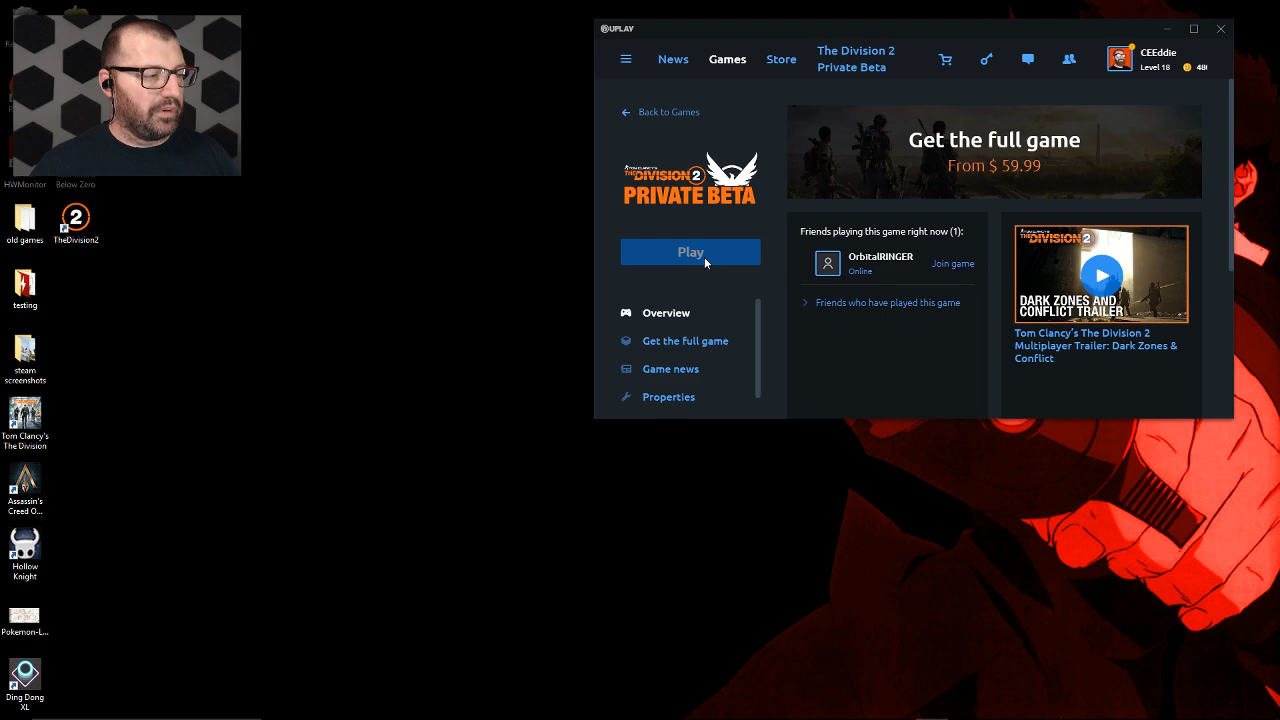 HWMonitor
Below Zero
old games
TheDivision2
testing
steam
screenshots
Tom Clancy's
The Division
Assassin's
Creed O...
Hollow
Knight
Pokemon-L...
Ding Dong
XL
UPLAY
News
Games
Store
The Division 2
Private Beta
CEEddie
Level 18
480
Back to Games
TOM CLANCY'S
THE DIVISION 2
PRIVATE BETA
Play
Overview
Get the full game
Game news
Properties
Get the full game
From $ 59.99
Friends playing this game right now (1):
OrbitalRINGER
Online
Join game
Friends who have played this game
THE DIVISION 2
DARK ZONES AND
CONFLICT TRAILER
Tom Clancy's The Division 2
Multiplayer Trailer: Dark Zones &
Conflict